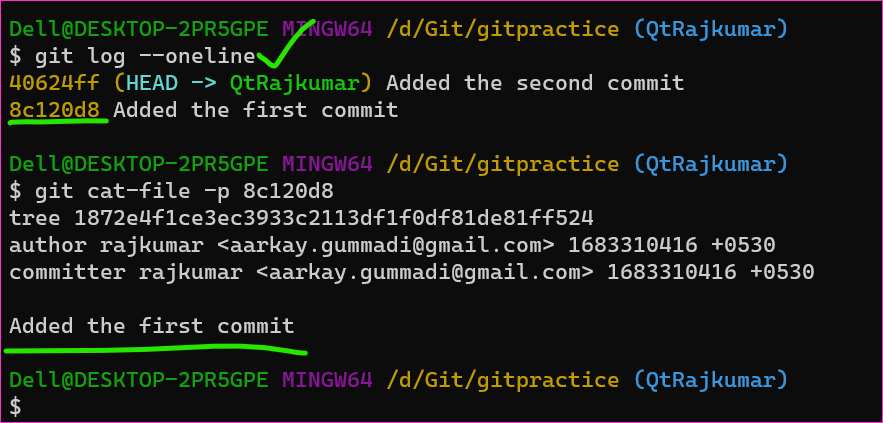 Dell@DESKTOP-2PR5GPE MINGW64 /d/Git/gitpractice (QtRajkumar)
$ git log --oneline
40624ff (HEAD -> QtRajkumar) Added the second commit
8c120d8 Added the first commit
Dell@DESKTOP-2PR5GPE MINGW64 /d/Git/gitpractice (QtRajkumar)
$ git cat-file -p 8c120d8
tree 1872e4f1ce3ec3933c2113df1f0df81de81ff524
author rajkumar <aarkay.gummadi@gmail.com> 1683310416 +0530
committer rajkumar <aarkay.gummadi@gmail.com> 1683310416 +0530
Added the first commit
Dell@DESKTOP-2PR5GPE MINGW64 /d/Git/gitpractice (QtRajkumar)
$